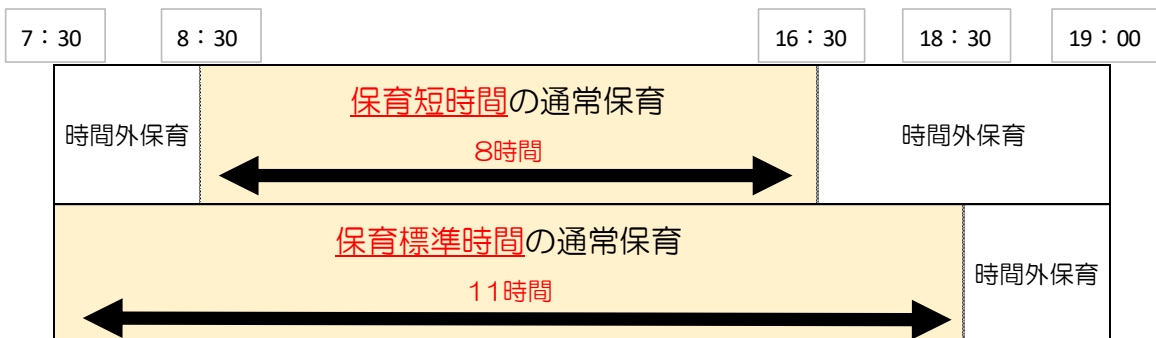 7：30
8：30
16：30
18：30
19：00
時間外保育
保育短時間の通常保育
8時間
時間外保育
保育標準時間の通常保育
11時間
時間外保育